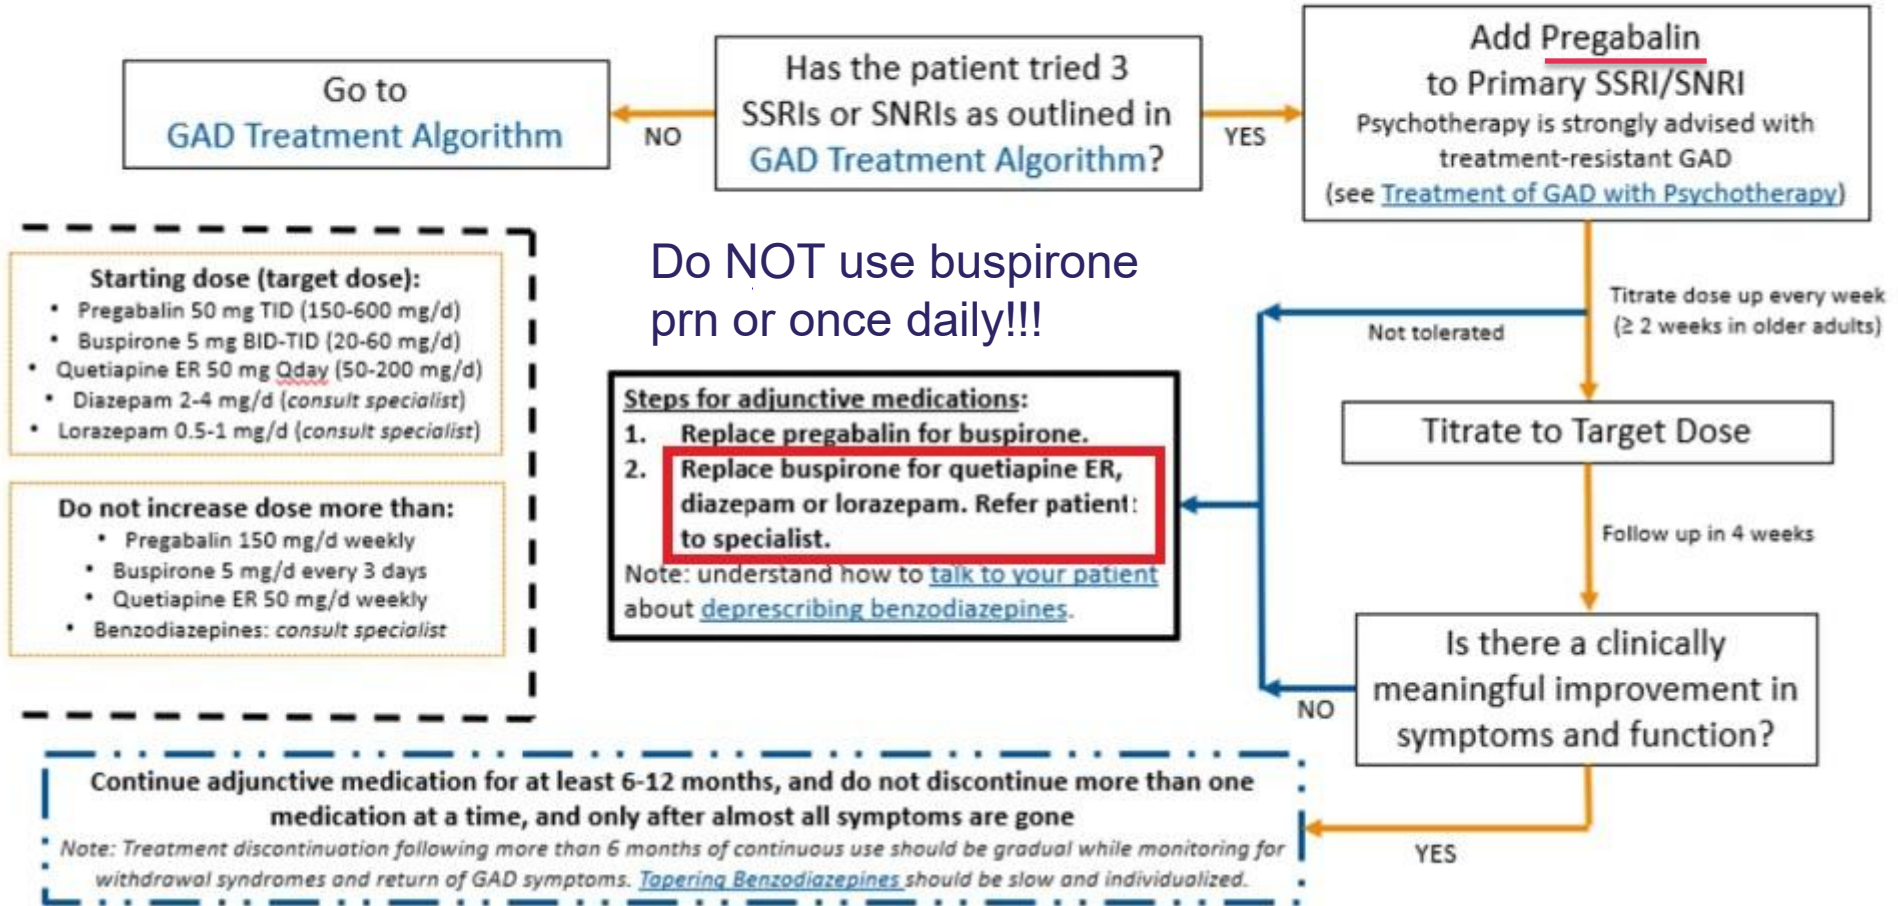 Go to
GAD Treatment Algorithm
NO
Has the patient tried 3
SSRIs or SNRIs as outlined in
GAD Treatment Algorithm?
YES
Add Pregabalin
to Primary SSRI/SNRI
Psychotherapy is strongly advised with
treatment-resistant GAD
(see Treatment of GAD with Psychotherapy)
Starting dose (target dose):
• Pregabalin 50 mg TID (150-600 mg/d)
• Buspirone 5 mg BID-TID (20-60 mg/d)
• Quetiapine ER 50 mg Qday (50-200 mg/d)
• Diazepam 2-4 mg/d (consult specialist)
• Lorazepam 0.5-1 mg/d (consult specialist)
Do not increase dose more than:
• Pregabalin 150 mg/d weekly
• Buspirone 5 mg/d every 3 days
• Quetiapine ER 50 mg/d weekly
• Benzodiazepines: consult specialist
Do NOT use buspirone
prn or once daily!!!
Steps for adjunctive medications:
1. Replace pregabalin for buspirone.
2. Replace buspirone for quetiapine ER,
diazepam or lorazepam. Refer patient
to specialist.
Note: understand how to talk to your patient
about deprescribing benzodiazepines.
Not tolerated
Titrate dose up every week
(≥ 2 weeks in older adults)
Titrate to Target Dose
Follow up in 4 weeks
Is there a clinically
meaningful improvement in
symptoms and function?
NO
YES
Continue adjunctive medication for at least 6-12 months, and do not discontinue more than one
medication at a time, and only after almost all symptoms are gone
Note: Treatment discontinuation following more than 6 months of continuous use should be gradual while monitoring for
withdrawal syndromes and return of GAD symptoms. Tapering Benzodiazepines should be slow and individualized.